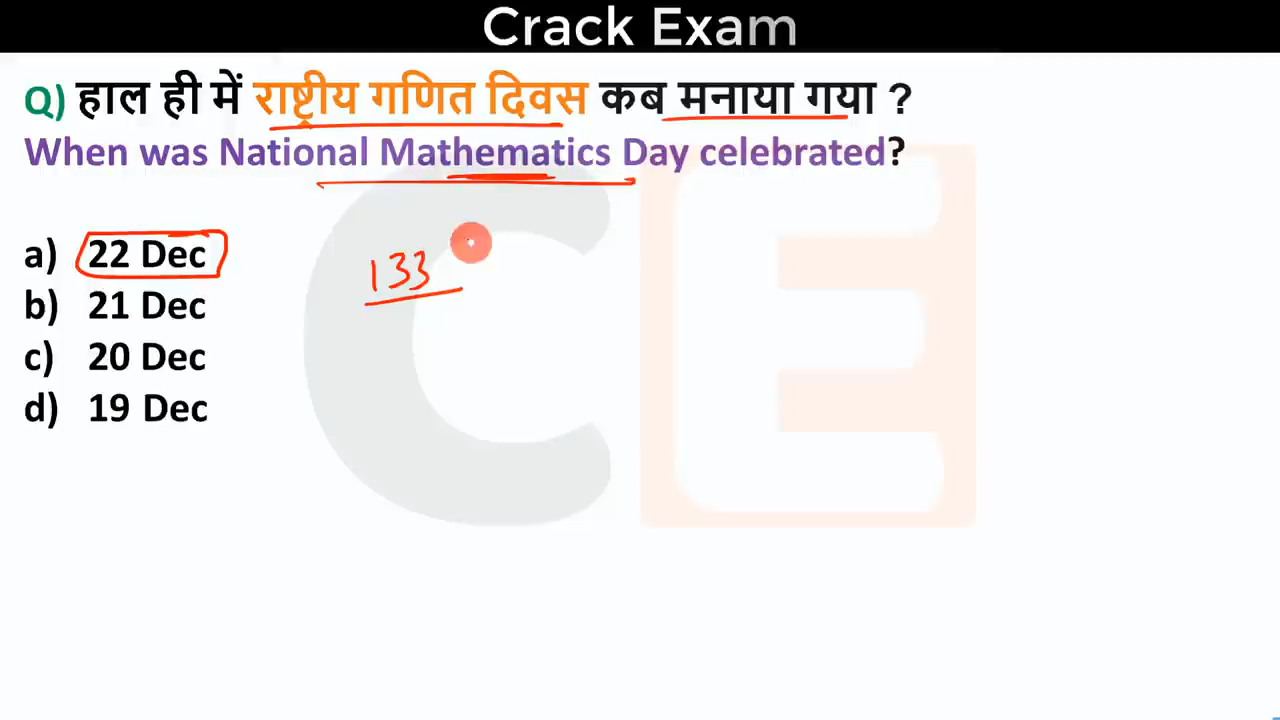 Crack Exam
Q) हाल ही में राष्ट्रीय गणित दिवस कब मनाया गया ?
When was National Mathematics Day celebrated?
a) 22 Dec
133
b) 21 Dec
c) 20 Dec
d) 19 Dec
CE